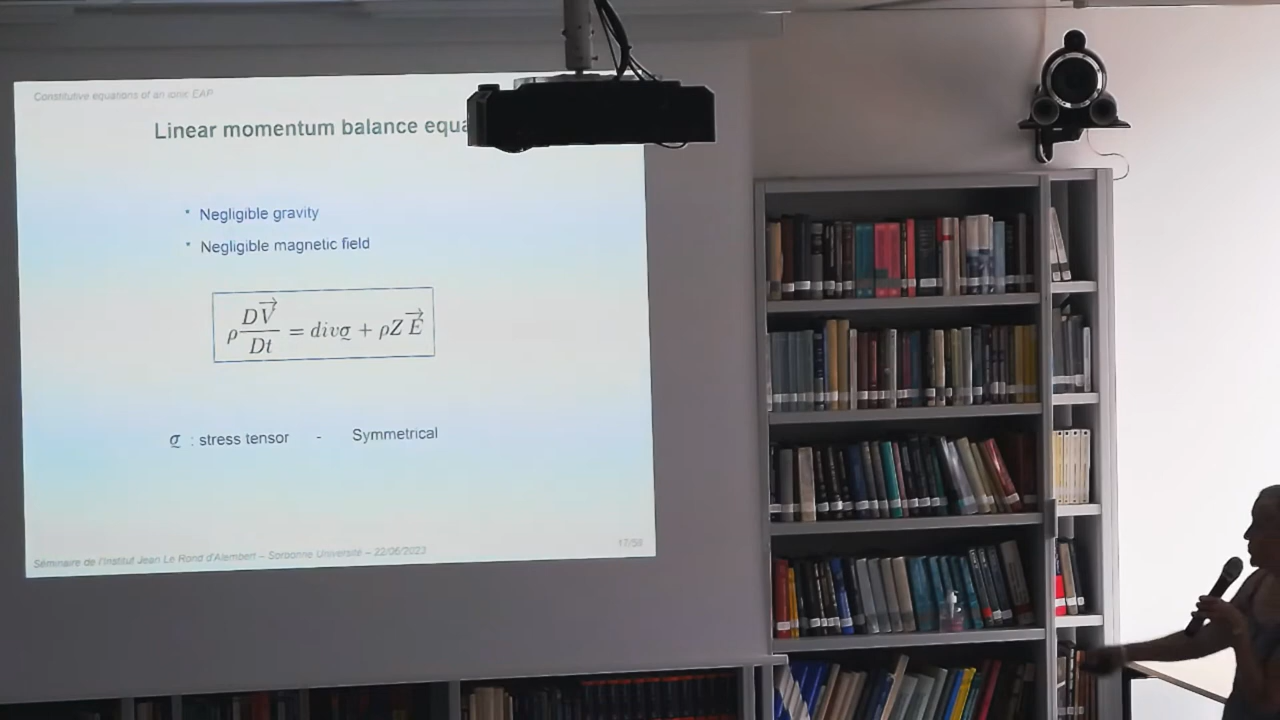 Constitutive equations of an ionic EAP
Linear momentum balance equa
• Negligible gravity
• Negligible magnetic field
ρ DV⃗/Dt = divσ + ρZE⃗
σ : stress tensor - Symmetrical
Séminaire de l'Institut Jean Le Rond d'Alembert – Sorbonne Université – 22/06/2023
17/58